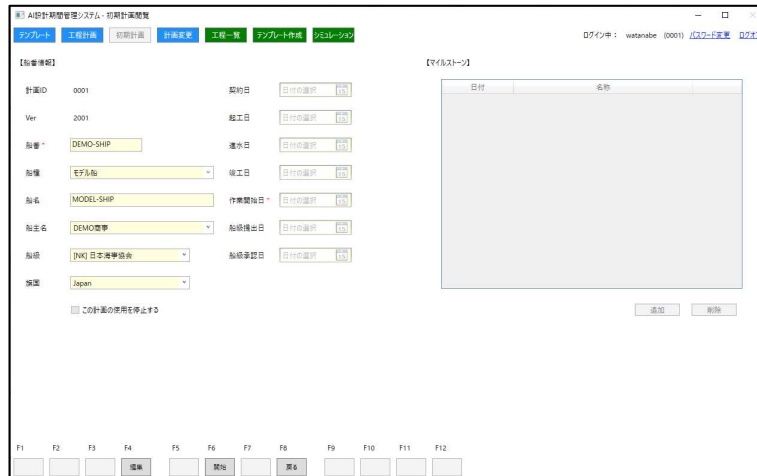 AI設計期間管理システム - 初期計画閲覧
テンプレート 工程計画 初期計画 計画変更 工程一覧 テンプレート作成 シミュレーション
ログイン中： watanabe (0001) パスワード変更 ログオ
【船番情報】
計画ID 0001
Ver 2001
船番 * DEMO-SHIP
船種 モデル船
船名 MODEL-SHIP
船主名 DEMO商事
船級 [NK] 日本海事協会
旗国 Japan
この計画の使用を停止する
契約日 日付の選択 15
起工日 日付の選択 15
進水日 日付の選択 15
竣工日 日付の選択 15
作業開始日 * 日付の選択 15
船級提出日 日付の選択 15
船級承認日 日付の選択 15
【マイルストーン】
日付 名称
追加 削除
F1 F2 F3 F4 F5 F6 F7 F8 F9 F10 F11 F12
編集 開始 戻る